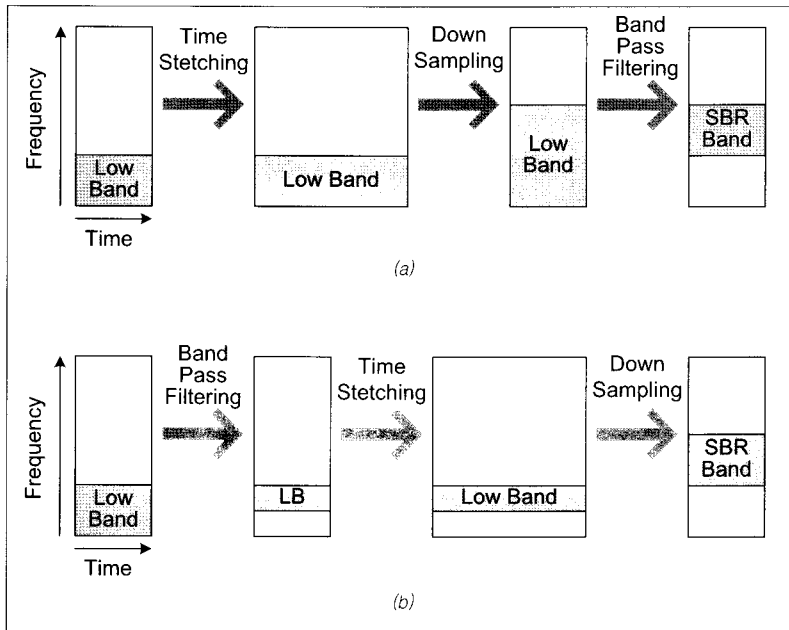 Frequency
Time
Stetching
Down
Sampling
Band
Pass
Filtering
Low
Band
Low Band
Low
Band
SBR
Band
Time
(a)
Frequency
Band
Pass
Filtering
Time
Stetching
Down
Sampling
Low
Band
LB
Low Band
SBR
Band
Time
(b)